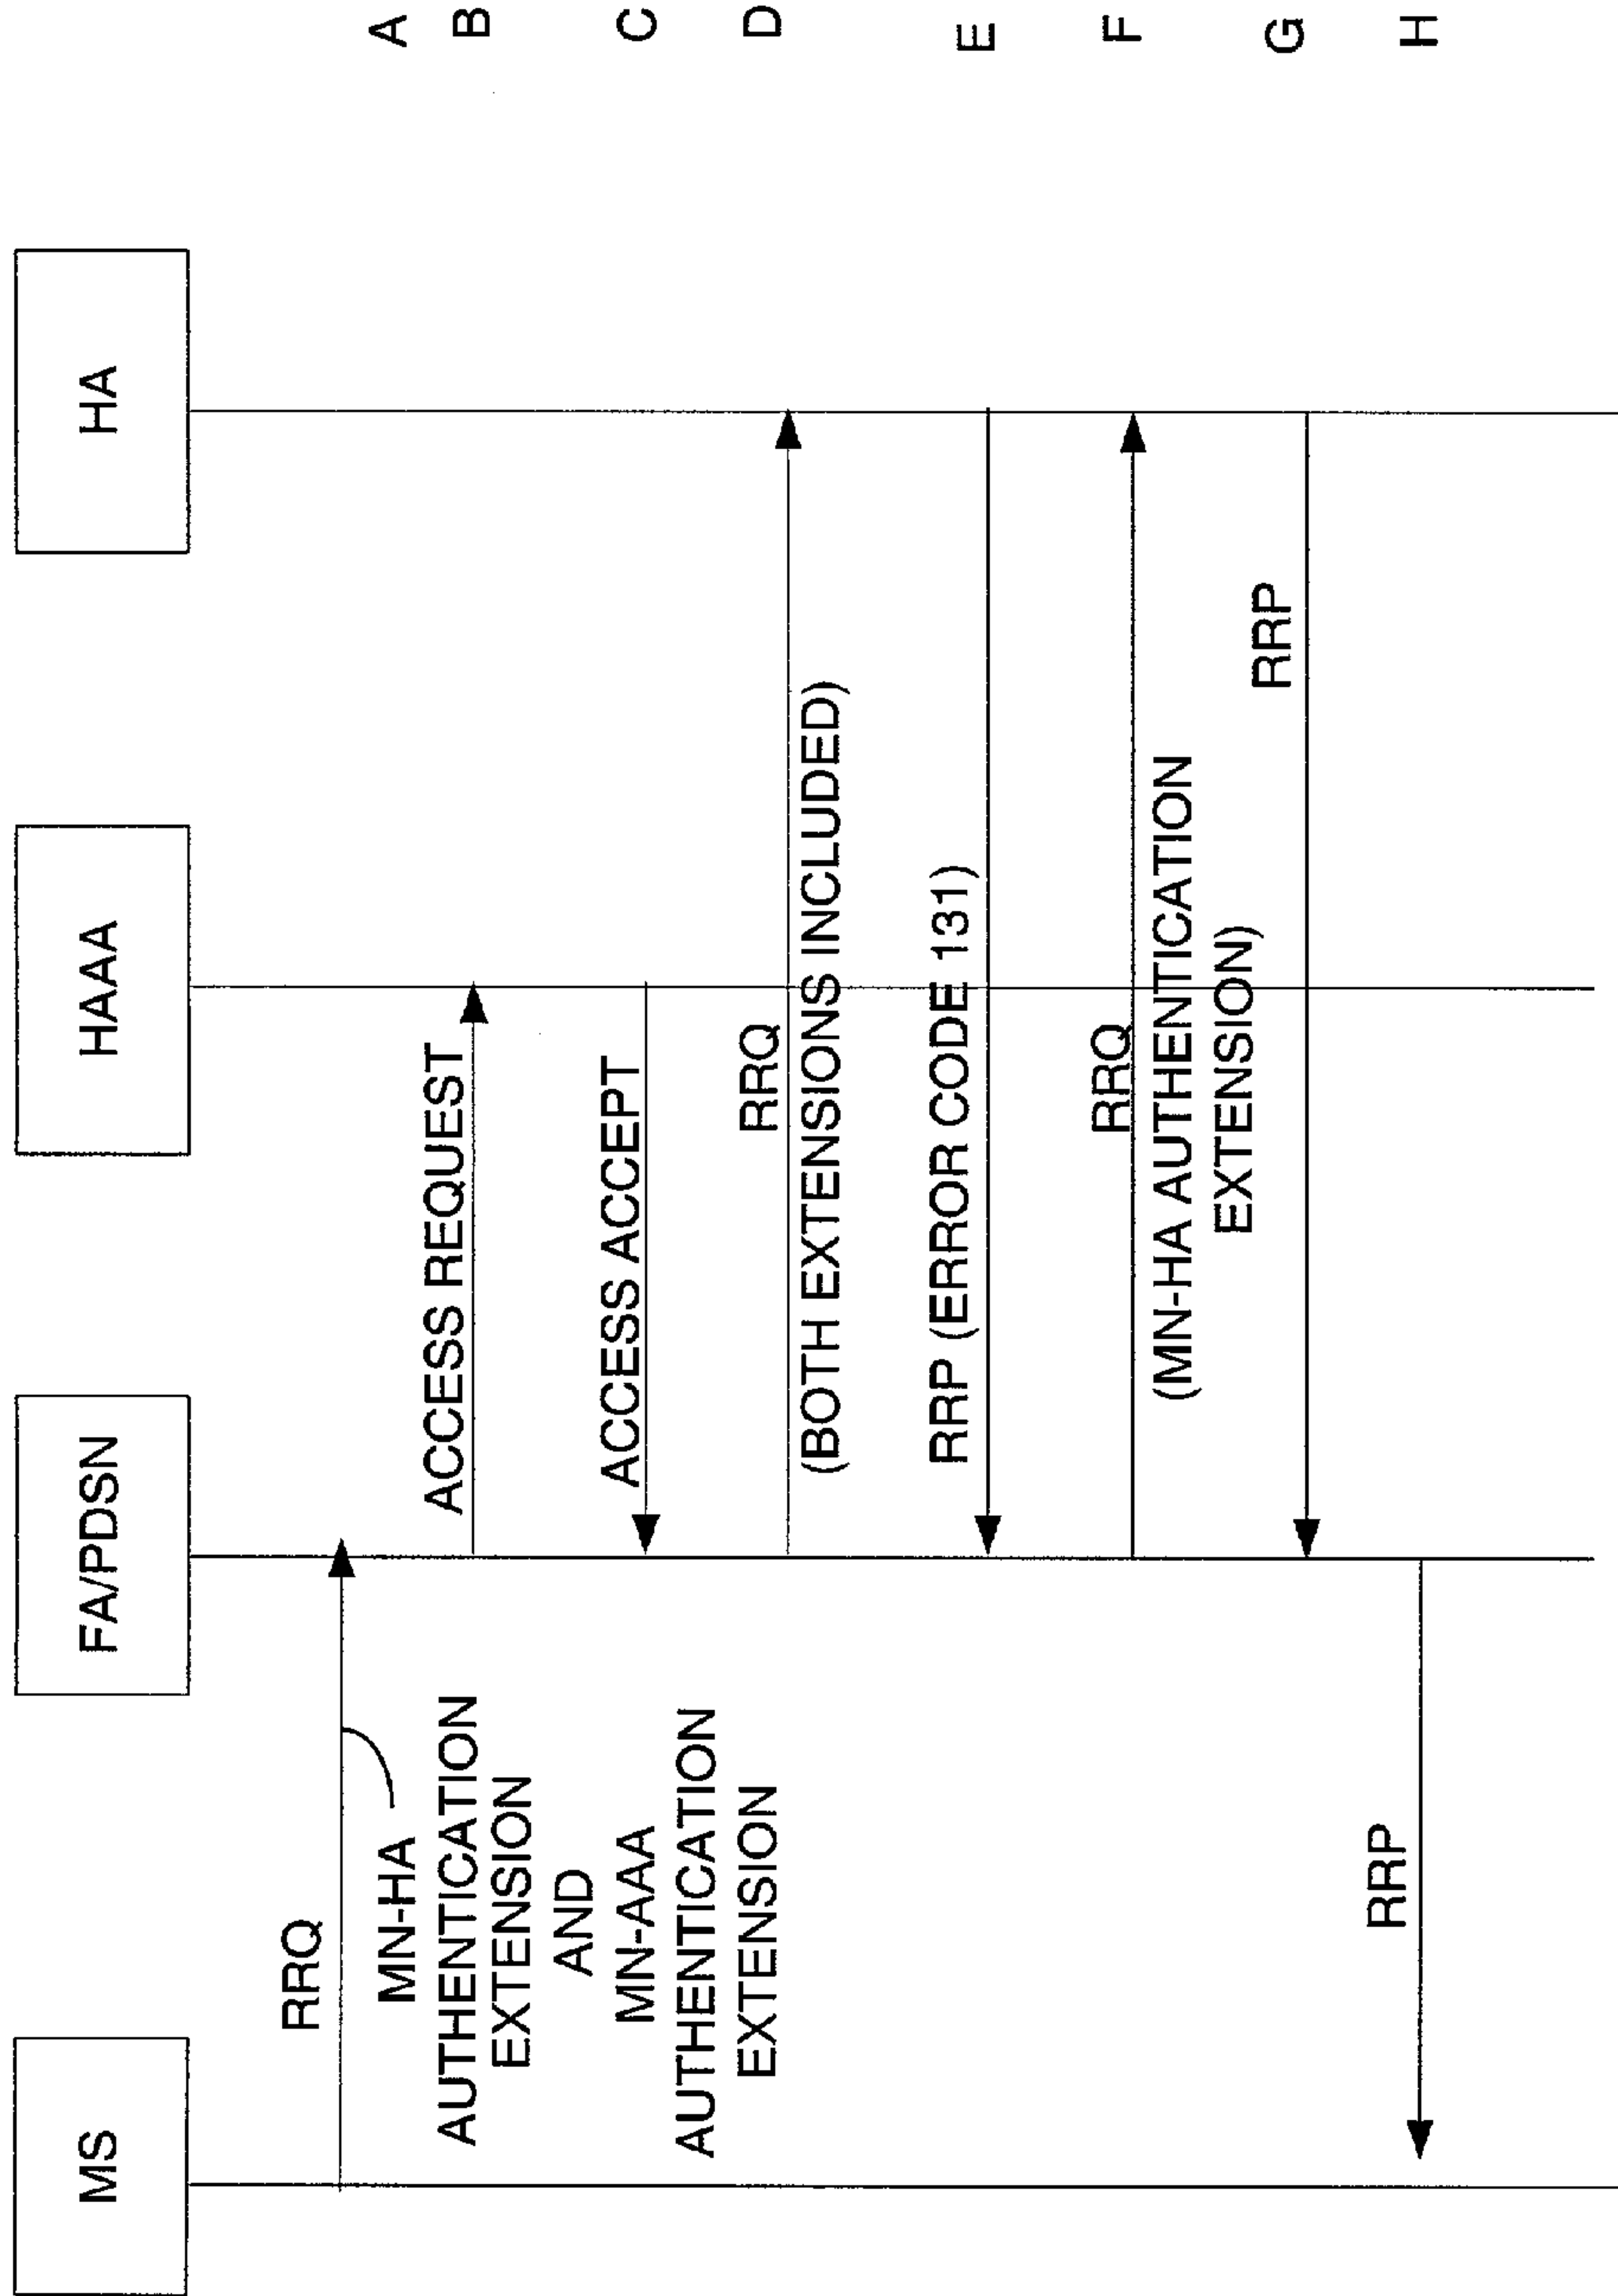 MS
FA/PDSN
HAAA
HA
RRQ
A
MN-HA
AUTHENTICATION
EXTENSION
AND
MN-AAA
AUTHENTICATION
EXTENSION
ACCESS REQUEST
B
ACCESS ACCEPT
C
RRQ
D
(BOTH EXTENSIONS INCLUDED)
RRP (ERROR CODE 131)
E
RRQ
F
(MN-HA AUTHENTICATION
EXTENSION)
RRP
G
RRP
H